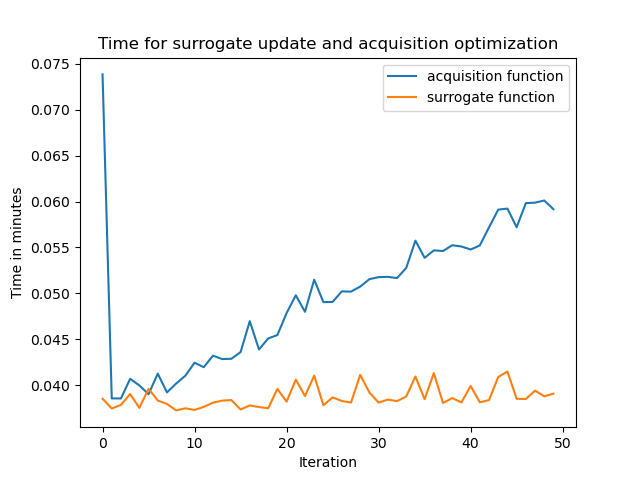 Time for surrogate update and acquisition optimization
acquisition function
surrogate function
Time in minutes
0.075
0.070
0.065
0.060
0.055
0.050
0.045
0.040
0 10 20 30 40 50
Iteration